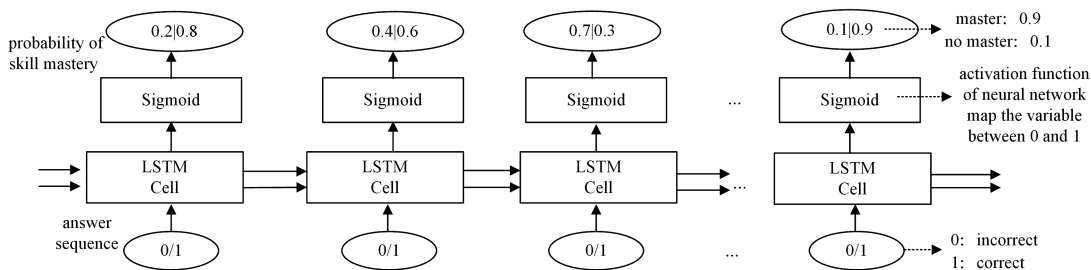 0.2|0.8
0.4|0.6
0.7|0.3
0.1|0.9
master: 0.9
no master: 0.1
probability of
skill mastery
Sigmoid
Sigmoid
Sigmoid
...
Sigmoid
activation function
of neural network
map the variable
between 0 and 1
LSTM
Cell
LSTM
Cell
LSTM
Cell
...
LSTM
Cell
answer
sequence
0/1
0/1
0/1
...
0/1
0: incorrect
1: correct